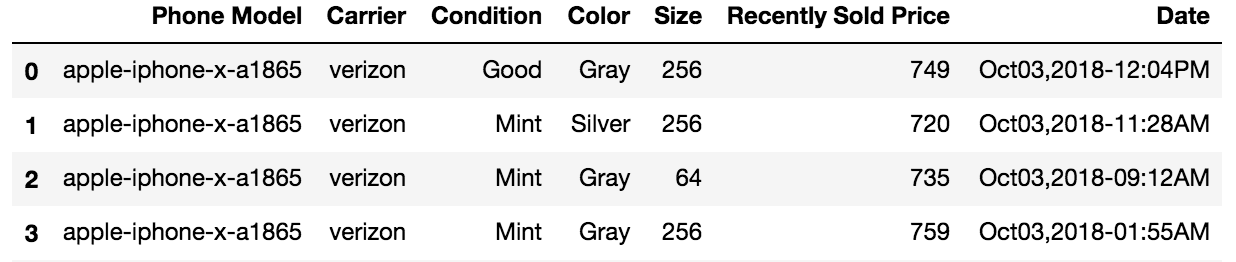 Phone Model Carrier Condition Color Size Recently Sold Price Date
0 apple-iphone-x-a1865 verizon Good Gray 256 749 Oct03,2018-12:04PM
1 apple-iphone-x-a1865 verizon Mint Silver 256 720 Oct03,2018-11:28AM
2 apple-iphone-x-a1865 verizon Mint Gray 64 735 Oct03,2018-09:12AM
3 apple-iphone-x-a1865 verizon Mint Gray 256 759 Oct03,2018-01:55AM